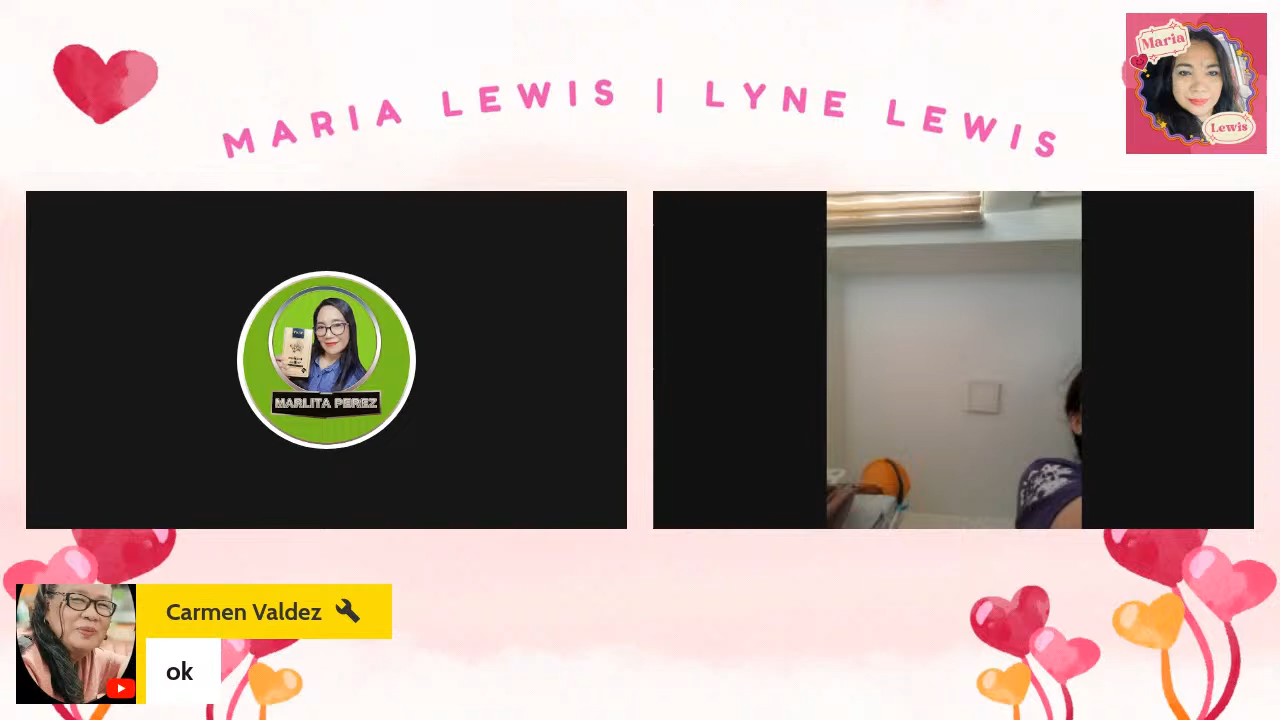 MARIA LEWIS | LYNE LEWIS
Maria
Lewis
MARLITA PEREZ
Carmen Valdez
ok